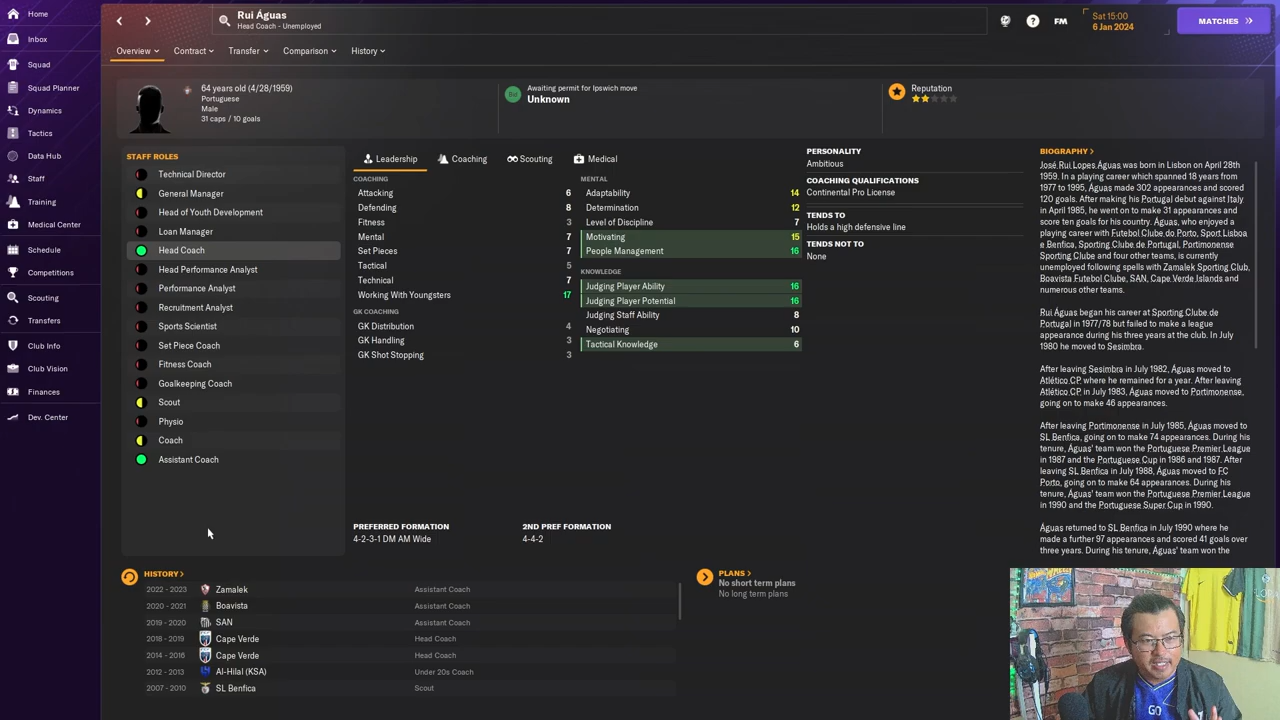 Home
Inbox
Squad
Squad Planner
Dynamics
Tactics
Data Hub
Staff
Training
Medical Center
Schedule
Competitions
Scouting
Transfers
Club Info
Club Vision
Finances
Dev. Center
Rui Águas
Head Coach - Unemployed
FM
Sat 15:00
6 Jan 2024
MATCHES
Overview
Contract
Transfer
Comparison
History
64 years old (4/28/1959)
Portuguese
Male
31 caps / 10 goals
Bid
Awaiting permit for Ipswich move
Unknown
Reputation
STAFF ROLES
Technical Director
General Manager
Head of Youth Development
Loan Manager
Head Coach
Head Performance Analyst
Performance Analyst
Recruitment Analyst
Sports Scientist
Set Piece Coach
Fitness Coach
Goalkeeping Coach
Scout
Physio
Coach
Assistant Coach
Leadership
Coaching
Scouting
Medical
COACHING
Attacking 6
Defending 8
Fitness 3
Mental 7
Set Pieces 7
Tactical 5
Technical 7
Working With Youngsters 17
GK COACHING
GK Distribution 4
GK Handling 3
GK Shot Stopping 3
MENTAL
Adaptability 14
Determination 12
Level of Discipline 7
Motivating 15
People Management 16
KNOWLEDGE
Judging Player Ability 16
Judging Player Potential 16
Judging Staff Ability 8
Negotiating 10
Tactical Knowledge 6
PREFERRED FORMATION
4-2-3-1 DM AM Wide
2ND PREF FORMATION
4-4-2
PERSONALITY
Ambitious
COACHING QUALIFICATIONS
Continental Pro License
TENDS TO
Holds a high defensive line
TENDS NOT TO
None
BIOGRAPHY
José Rui Lopes Águas was born in Lisbon on April 28th
1959. In a playing career which spanned 18 years from
1977 to 1995, Águas made 302 appearances and scored
120 goals. After making his Portugal debut against Italy
in April 1985, he went on to make 31 appearances and
score ten goals for his country. Águas, who enjoyed a
playing career with Futebol Clube do Porto, Sport Lisboa
e Benfica, Sporting Clube de Portugal, Portimonense
Sporting Clube and four other teams, is currently
unemployed following spells with Zamalek Sporting Club,
Boavista Futebol Clube, SAN, Cape Verde Islands and
numerous other teams.
Rui Águas began his career at Sporting Clube de
Portugal in 1977/78 but failed to make a league
appearance during his three years at the club. In July
1980 he moved to Sesimbra.
After leaving Sesimbra in July 1982, Águas moved to
Atlético CP where he remained for a year. After leaving
Atlético CP in July 1983, Águas moved to Portimonense,
going on to make 46 appearances.
After leaving Portimonense in July 1985, Águas moved to
SL Benfica, going on to make 74 appearances. During his
tenure, Águas' team won the Portuguese Premier League
in 1987 and the Portuguese Cup in 1986 and 1987. After
leaving SL Benfica in July 1988, Águas moved to FC
Porto, going on to make 64 appearances. During his
tenure, Águas' team won the Portuguese Premier League
in 1990 and the Portuguese Super Cup in 1990.
Águas returned to SL Benfica in July 1990 where he
made a further 97 appearances and scored 41 goals over
three years. During his tenure, Águas' team won the
HISTORY
2022 - 2023 Zamalek Assistant Coach
2020 - 2021 Boavista Assistant Coach
2019 - 2020 SAN Assistant Coach
2018 - 2019 Cape Verde Head Coach
2014 - 2016 Cape Verde Head Coach
2012 - 2013 Al-Hilal (KSA) Under 20s Coach
2007 - 2010 SL Benfica Scout
PLANS
No short term plans
No long term plans
GO